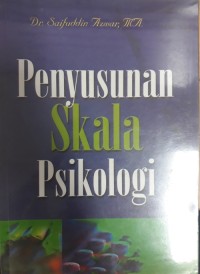 Dr. Saifuddin Azwar, MA.
Penyusunan
Skala
Psikologi